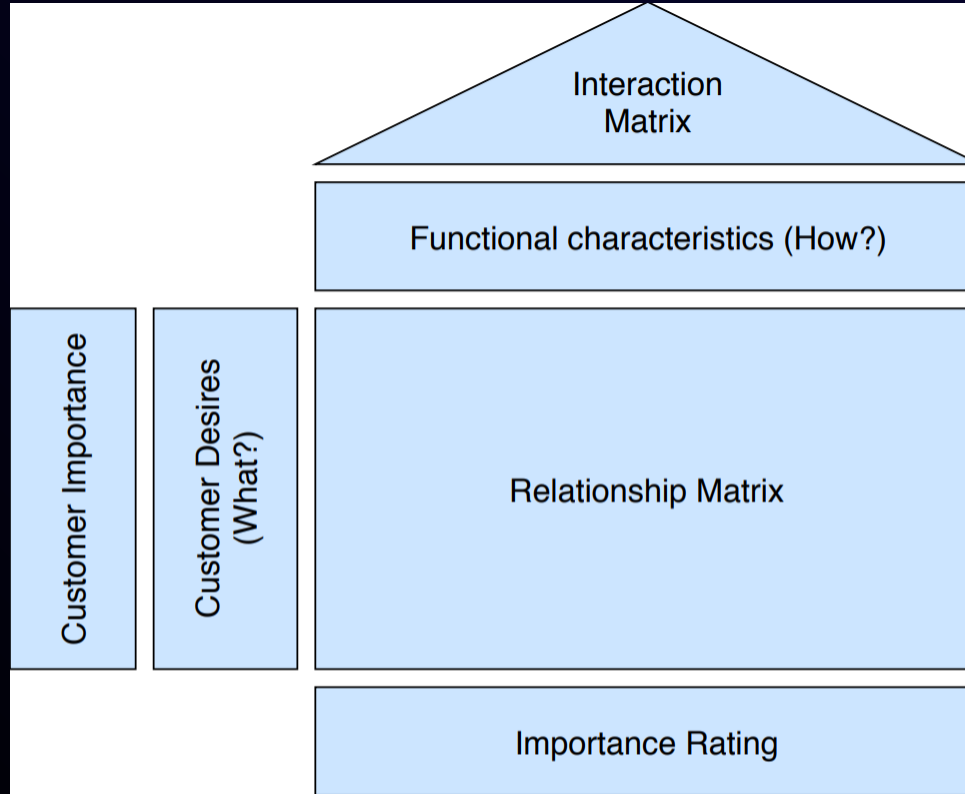 Interaction
Matrix
Functional characteristics (How?)
Customer Importance
Customer Desires
(What?)
Relationship Matrix
Importance Rating